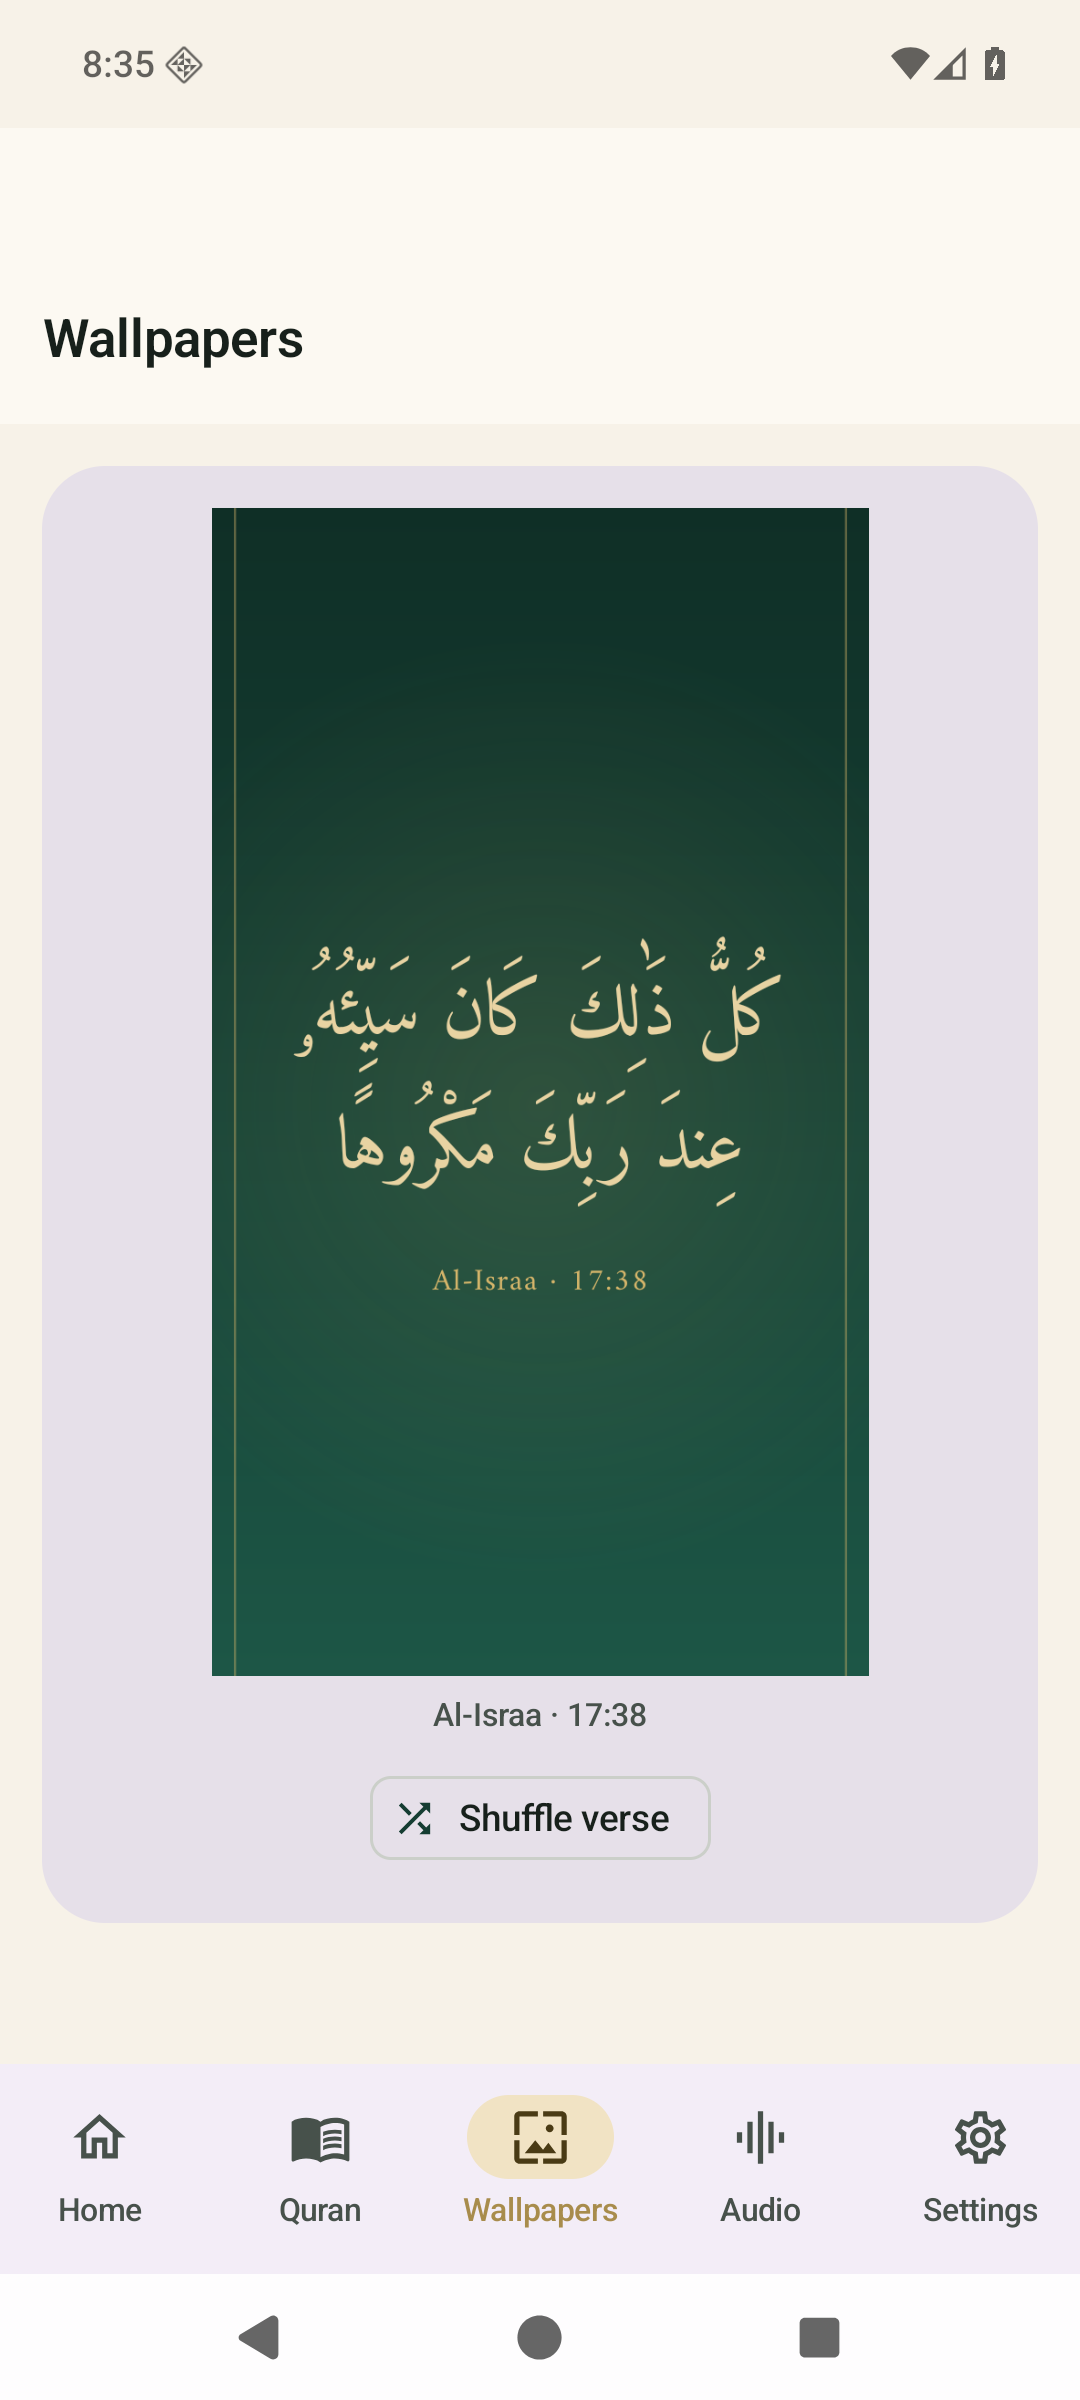 8:35
Wallpapers
كُلُّ ذَٰلِكَ كَانَ سَيِّئُهُۥ
عِندَ رَبِّكَ مَكْرُوهًا
Al-Israa · 17:38
Al-Israa · 17:38
Shuffle verse
Home
Quran
Wallpapers
Audio
Settings